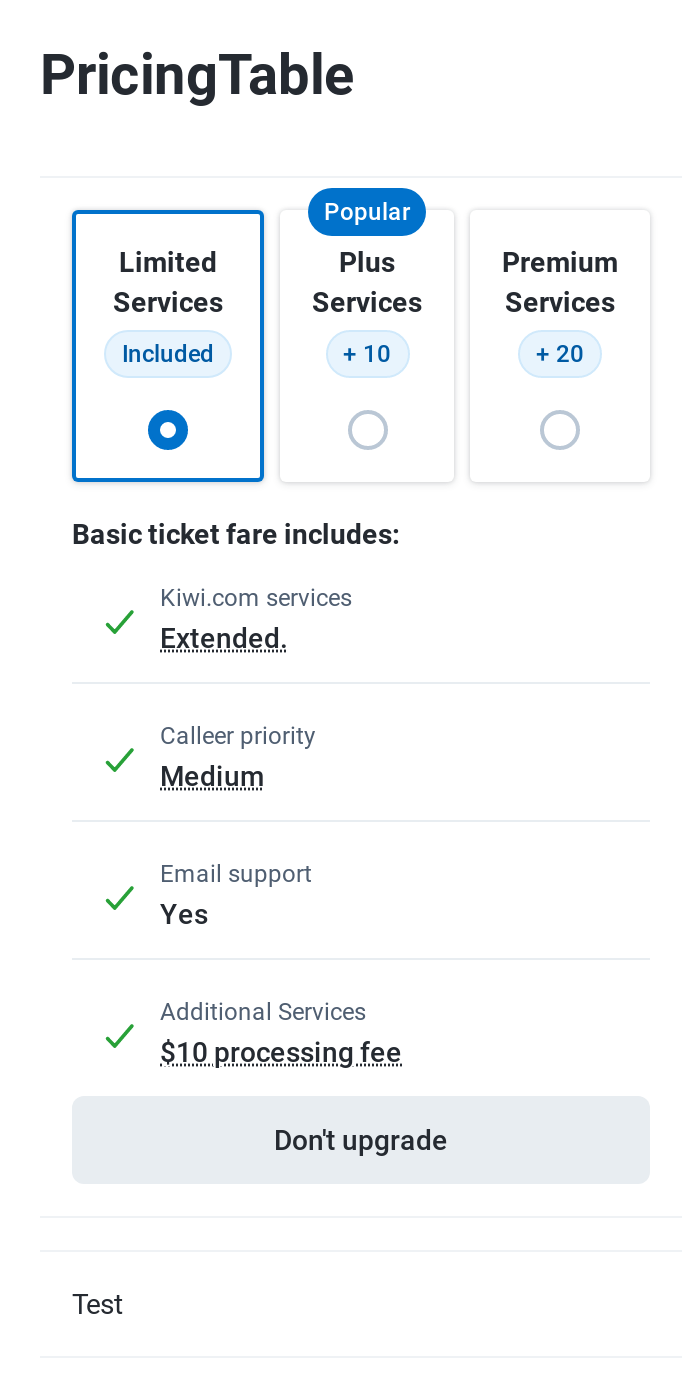 PricingTable
Popular
Limited
Services
Included
Plus
Services
+ 10
Premium
Services
+ 20
Basic ticket fare includes:
Kiwi.com services
Extended.
Calleer priority
Medium
Email support
Yes
Additional Services
$10 processing fee
Don't upgrade
Test